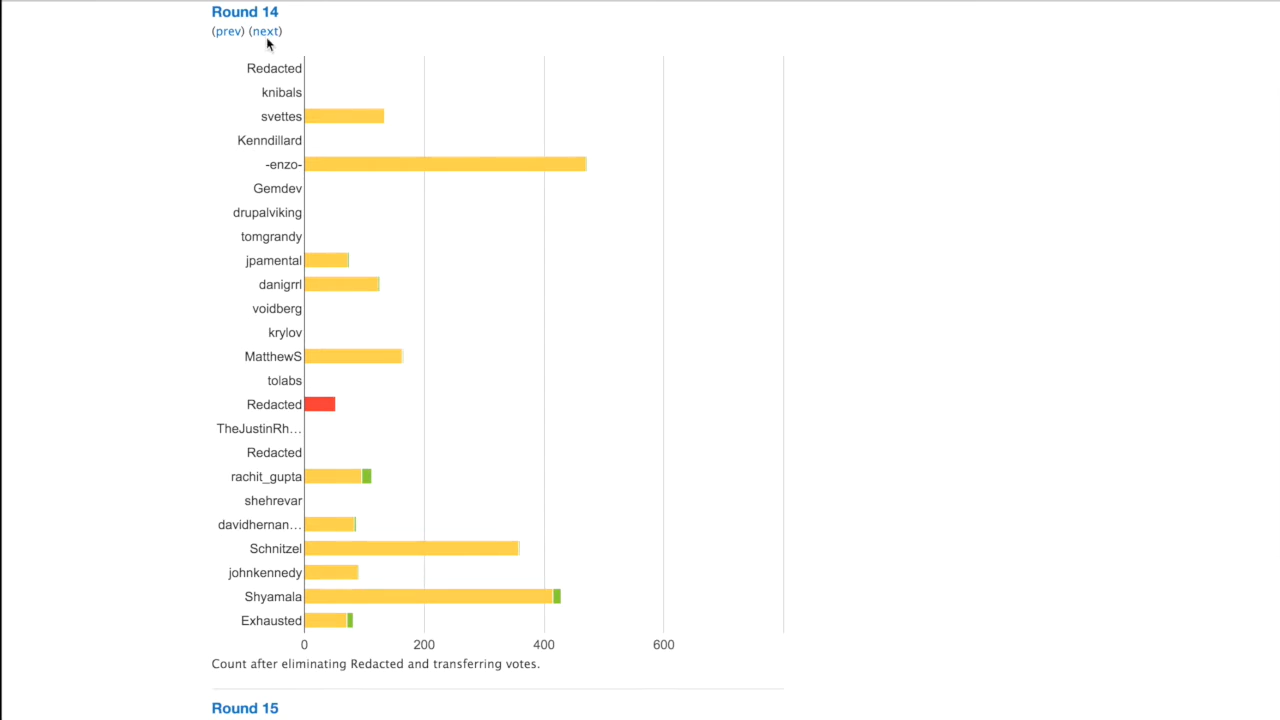 Round 14
(prev) (next)
Redacted
knibals
svettes
Kenndillard
-enzo-
Gemdev
drupalviking
tomgrandy
jpamental
danigrrl
voidberg
krylov
MatthewS
tolabs
Redacted
TheJustinRh…
Redacted
rachit_gupta
shehrevar
davidhernan…
Schnitzel
johnkennedy
Shyamala
Exhausted
0 200 400 600
Count after eliminating Redacted and transferring votes.
Round 15